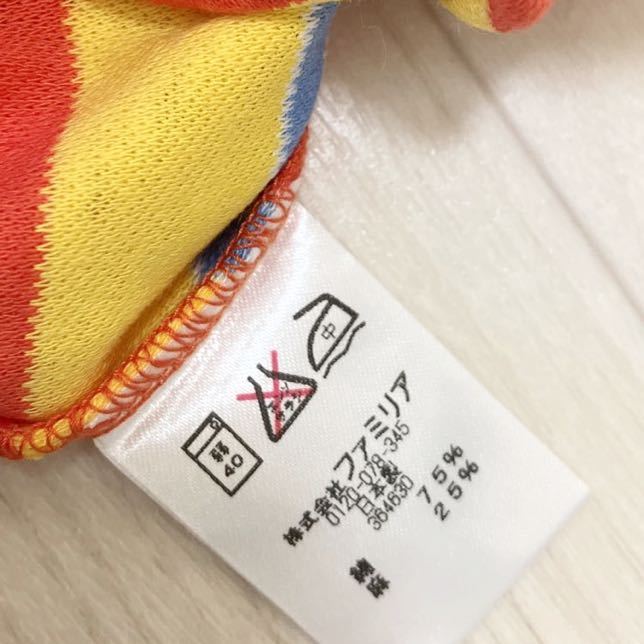 弱
40
エンソ
サラシ
中
株式会社ファミリア
0120-078-345
日本製
364630
綿 75%
麻 25%